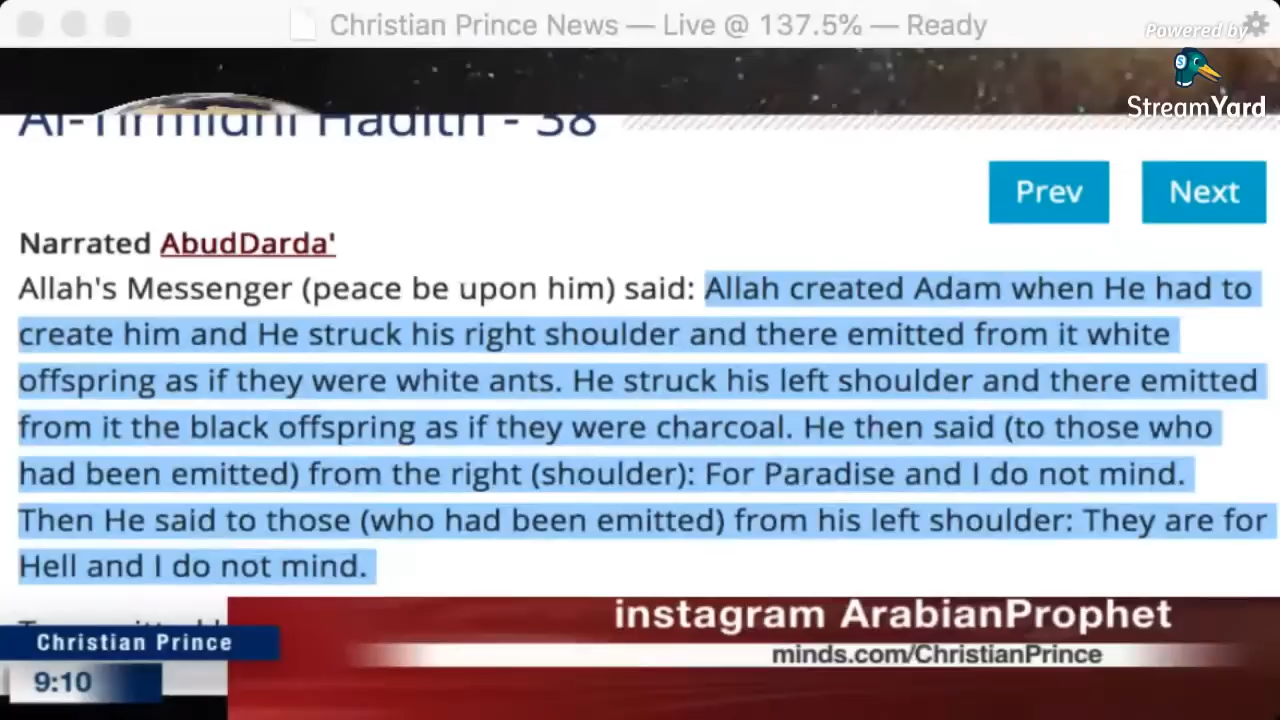 Christian Prince News — Live @ 137.5% — Ready
Powered by
StreamYard
Al-Tirmidhi Hadith - 38
Prev
Next
Narrated AbudDarda'
Allah's Messenger (peace be upon him) said: Allah created Adam when He had to
create him and He struck his right shoulder and there emitted from it white
offspring as if they were white ants. He struck his left shoulder and there emitted
from it the black offspring as if they were charcoal. He then said (to those who
had been emitted) from the right (shoulder): For Paradise and I do not mind.
Then He said to those (who had been emitted) from his left shoulder: They are for
Hell and I do not mind.
instagram ArabianProphet
Christian Prince
minds.com/ChristianPrince
9:10